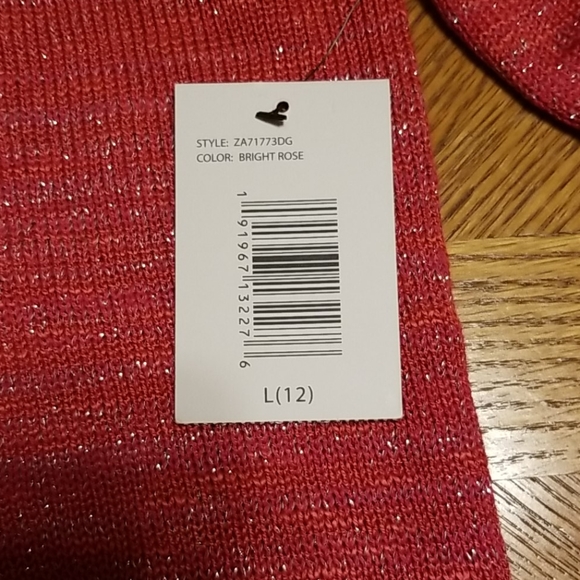 STYLE: ZA71773DG
COLOR: BRIGHT ROSE
1 91967 13227 6
L(12)